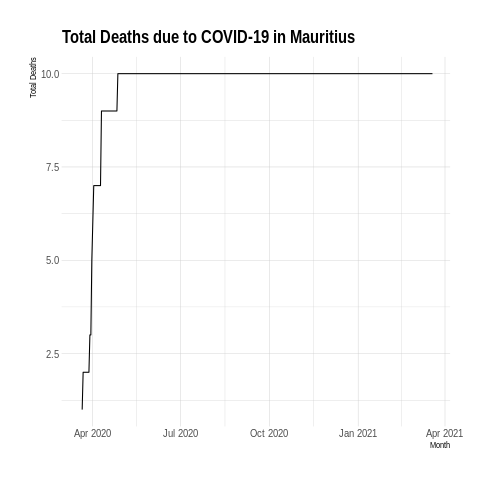 Total Deaths due to COVID-19 in Mauritius
Total Deaths
10.0
7.5
5.0
2.5
Apr 2020 Jul 2020 Oct 2020 Jan 2021 Apr 2021
Month